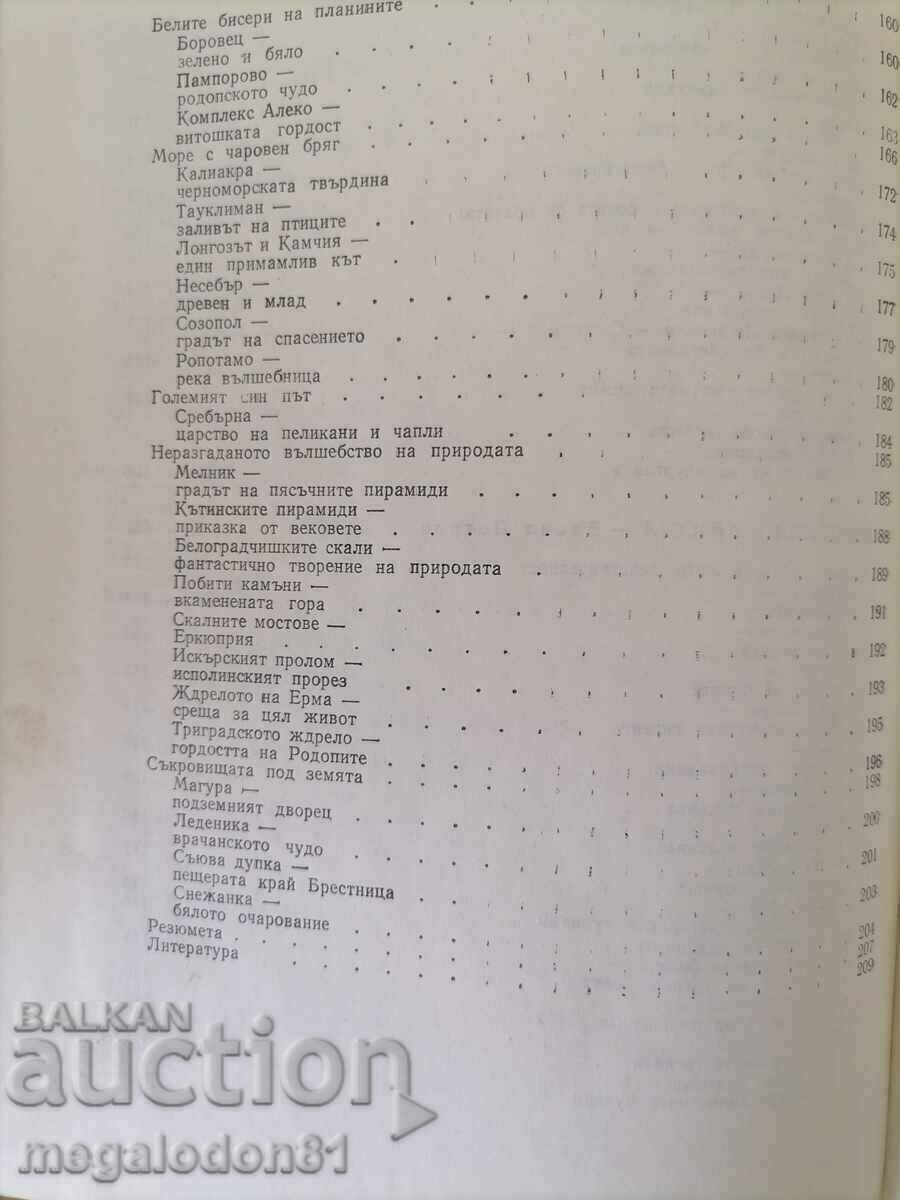 Белите бисери на планините . . . . . . . . . 160
Боровец —
зелено и бяло . . . . . . . . . 160
Пампорово —
родопското чудо . . . . . . . . . 162
Комплекс Алеко —
витошката гордост . . . . . . . . . 163
Море с чаровен бряг . . . . . . . . . 166
Калиакра —
черноморската твърдина . . . . . . . . . 172
Тауклиман —
заливът на птиците . . . . . . . . . 174
Лонгозът и Камчия —
един примамлив кът . . . . . . . . . 175
Несебър —
древен и млад . . . . . . . . . 177
Созопол —
градът на спасението . . . . . . . . . 179
Ропотамо —
река вълшебница . . . . . . . . . 180
Големият син път . . . . . . . . . 182
Сребърна —
царство на пеликани и чапли . . . . . . . . . 184
Неразгаданото вълшебство на природата . . . . . . . . . 185
Мелник —
градът на пясъчните пирамиди . . . . . . . . . 185
Кътинските пирамиди —
приказка от вековете . . . . . . . . . 188
Белоградчишките скали —
фантастично творение на природата . . . . . . . . . 189
Побити камъни —
вкаменената гора . . . . . . . . . 191
Скалните мостове —
Еркюприя . . . . . . . . . 192
Искърският пролом —
исполинският прорез . . . . . . . . . 193
Ждрелото на Ерма —
среща за цял живот . . . . . . . . . 195
Триградското ждрело —
гордостта на Родопите . . . . . . . . . 196
Съкровищата под земята . . . . . . . . . 198
Магура —
подземният дворец . . . . . . . . . 200
Леденика —
врачанското чудо . . . . . . . . . 201
Съюва дупка —
пещерата край Брестница . . . . . . . . . 203
Снежанка —
бялото очарование . . . . . . . . . 204
Резюмета . . . . . . . . . 207
Литература . . . . . . . . . 209
BALKAN
auction
megalodon81